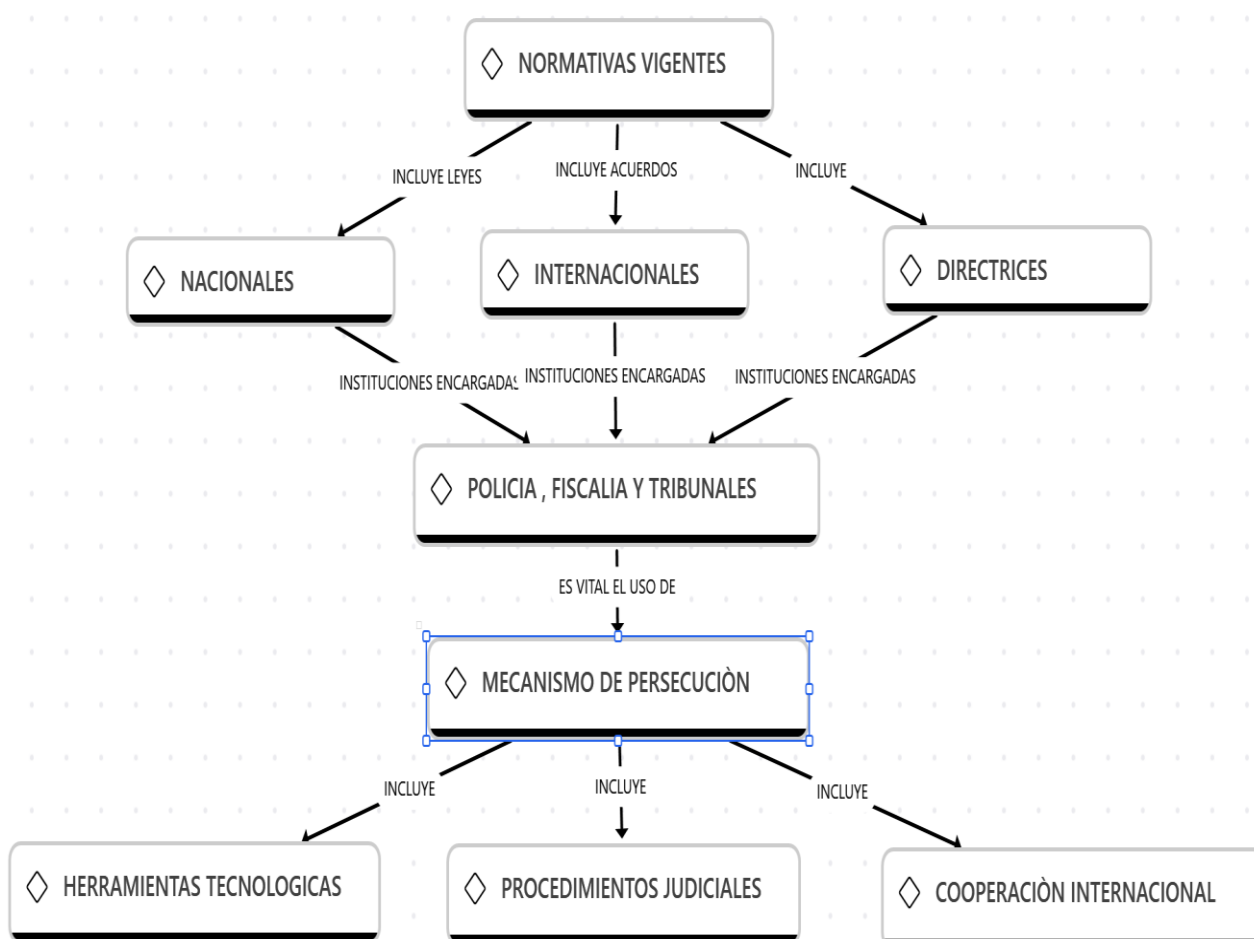 NORMATIVAS VIGENTES
INCLUYE LEYES
INCLUYE ACUERDOS
INCLUYE
NACIONALES
INTERNACIONALES
DIRECTRICES
INSTITUCIONES ENCARGADAS
INSTITUCIONES ENCARGADAS
INSTITUCIONES ENCARGADAS
POLICIA , FISCALIA Y TRIBUNALES
ES VITAL EL USO DE
MECANISMO DE PERSECUCIÒN
INCLUYE
INCLUYE
INCLUYE
HERRAMIENTAS TECNOLOGICAS
PROCEDIMIENTOS JUDICIALES
COOPERACIÒN INTERNACIONAL